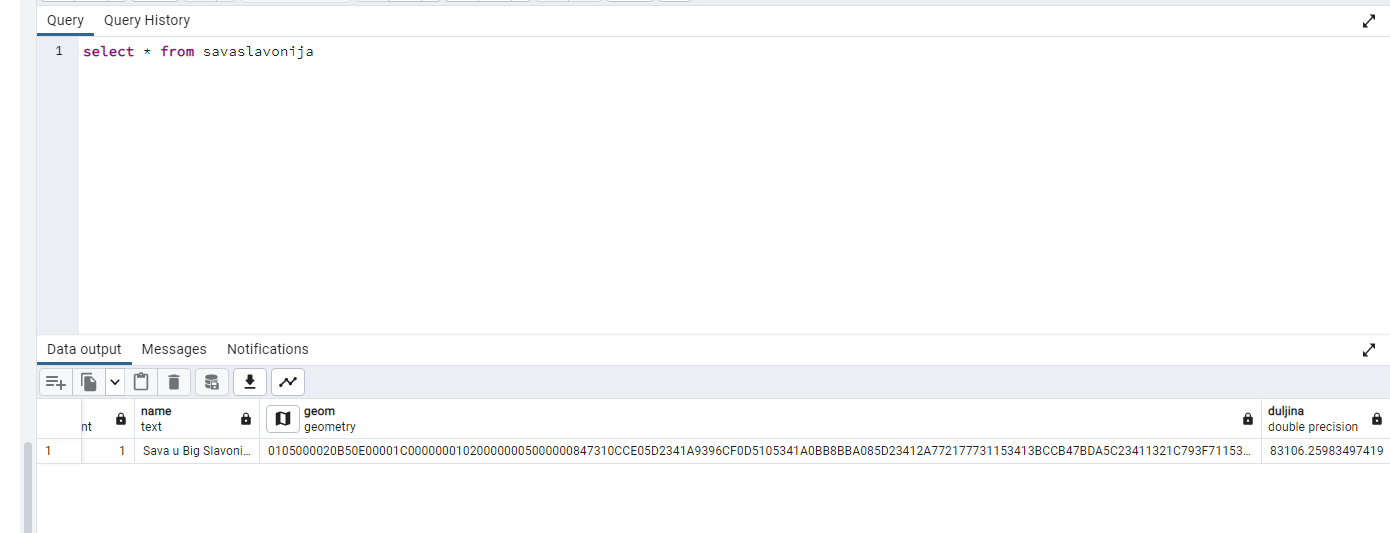 Query Query History
1 select * from savaslavonija
Data output Messages Notifications
name geom duljina
nt text geometry double precision
1 1 Sava u Big Slavoni... 0105000020B50E00001C000000010200000005000000847310CCE05D2341A9396CF0D5105341A0BB8BBA085D23412A772177731153413BCCB47BDA5C23411321C793F71153... 83106.25983497419